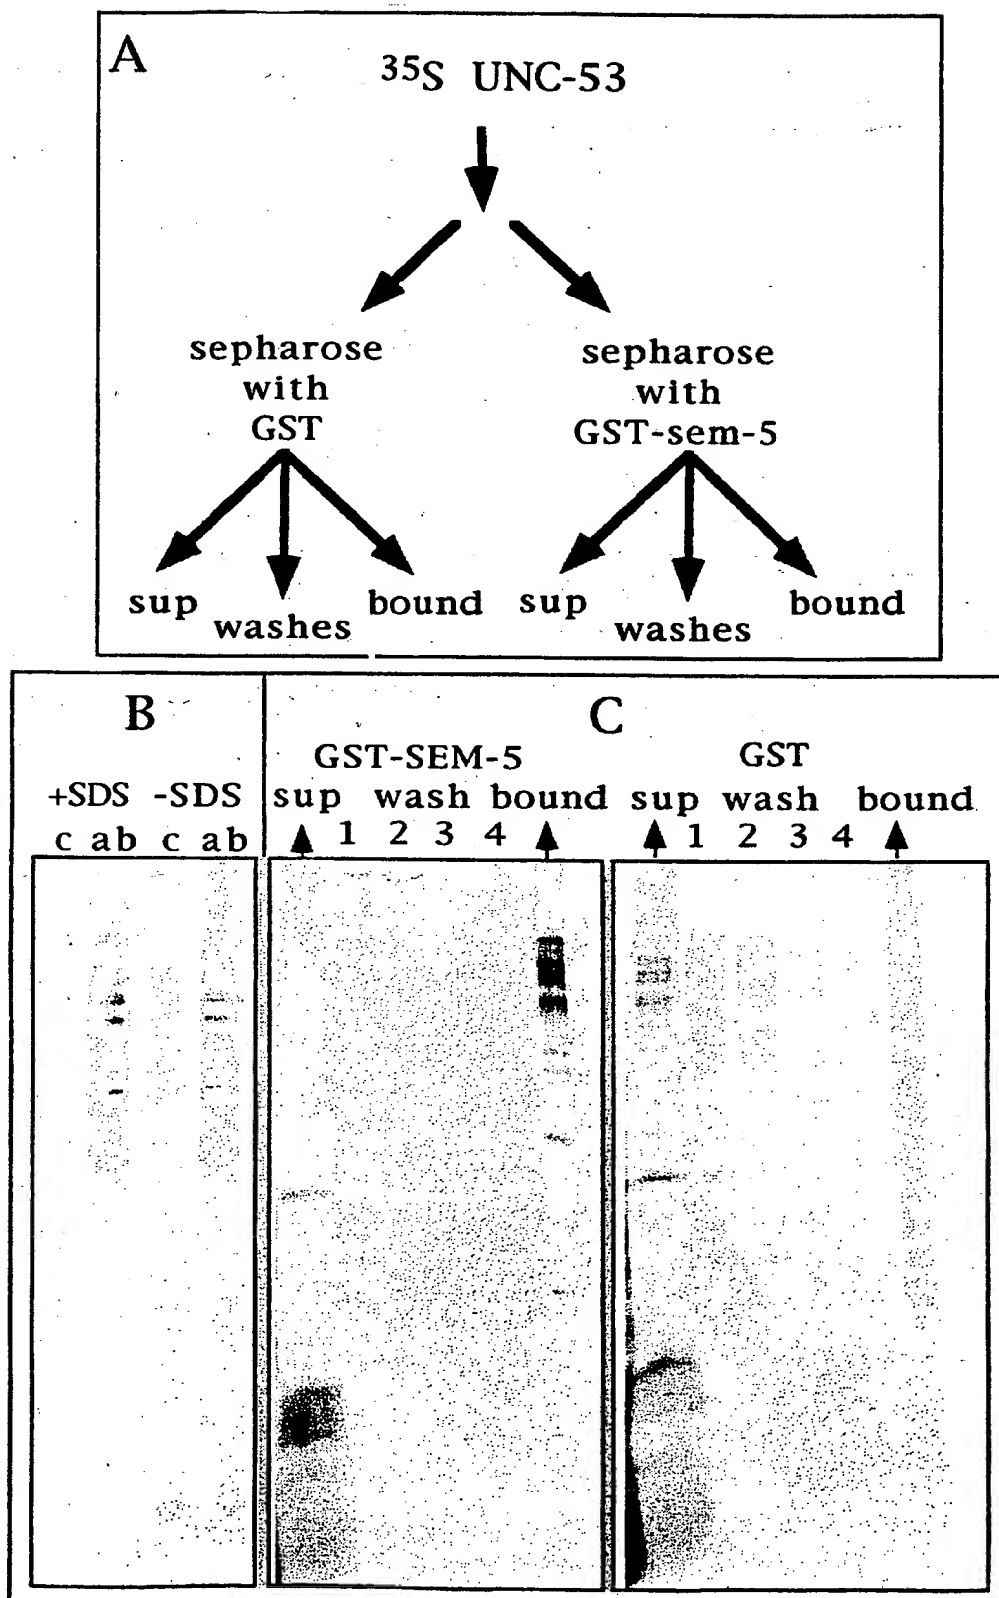 A
35S UNC-53
sepharose
with
GST
sepharose
with
GST-sem-5
sup
washes
bound
sup
washes
bound
B
+SDS -SDS
c ab c ab
C
GST-SEM-5
sup wash bound
1 2 3 4
GST
sup wash bound
1 2 3 4